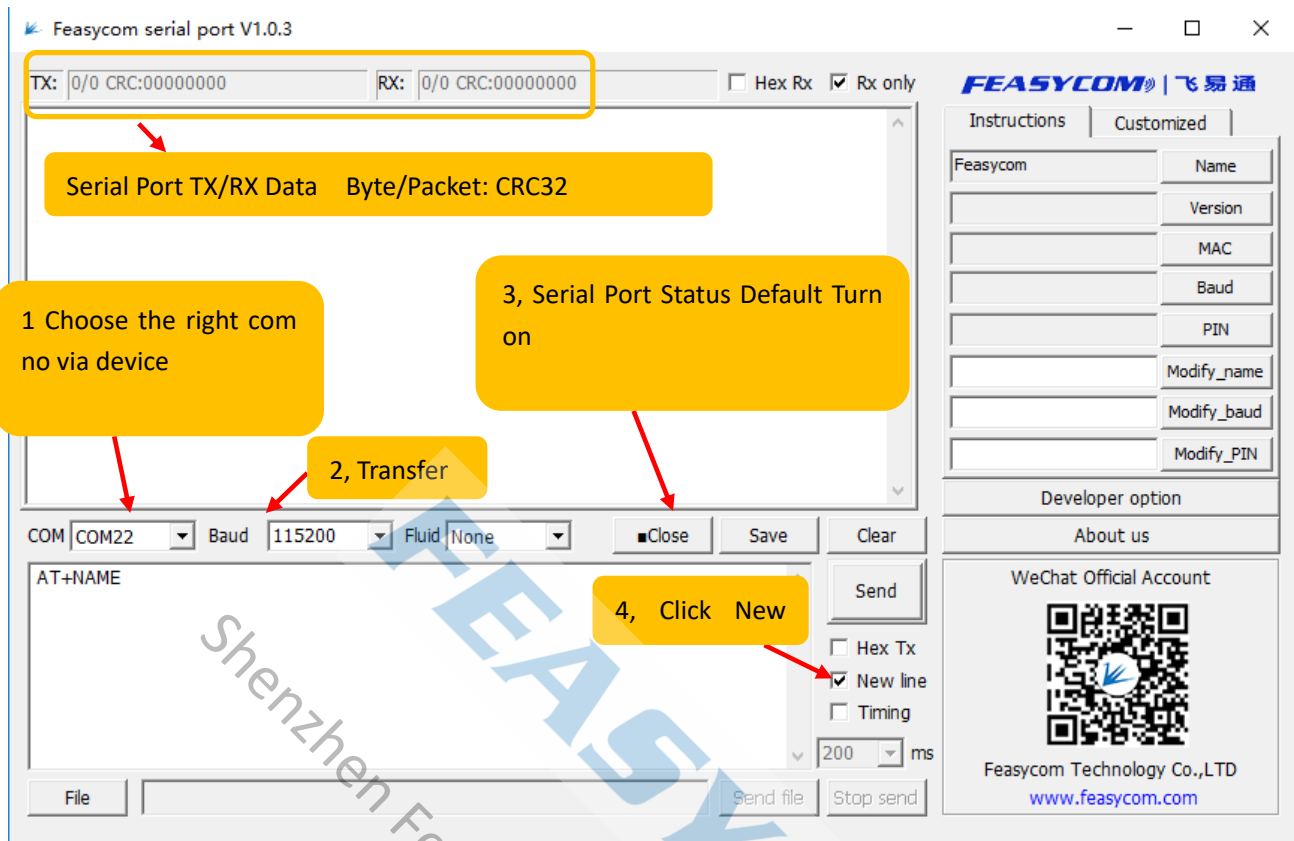 Feasycom serial port V1.0.3
TX: 0/0 CRC:00000000 RX: 0/0 CRC:00000000 Hex Rx Rx only
FEASYCOM | 飞易通
Instructions Customized
Serial Port TX/RX Data Byte/Packet: CRC32
Feasycom Name
Version
MAC
Baud
PIN
Modify_name
Modify_baud
Modify_PIN
1 Choose the right com
no via device
3, Serial Port Status Default Turn
on
2, Transfer
Developer option
COM COM22 Baud 115200 Fluid None ■Close Save Clear
About us
AT+NAME
4, Click New
Send
Hex Tx
New line
Timing
200 ms
WeChat Official Account
Feasycom Technology Co.,LTD
www.feasycom.com
File Send file Stop send
Shenzhen
FEASY